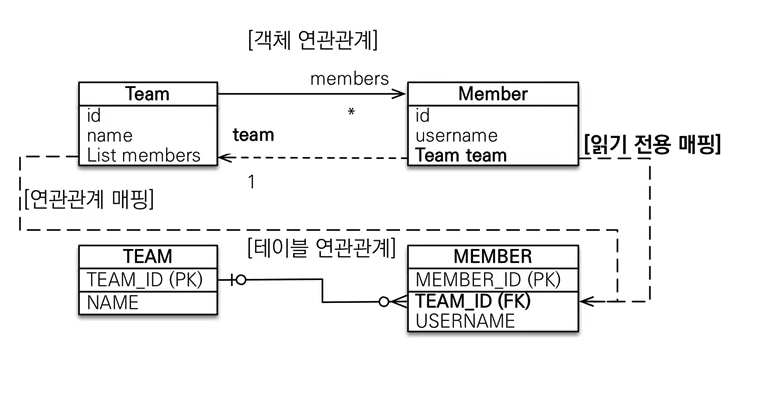 [객체 연관관계]
members
Team
id
name
List members
*
team
1
Member
id
username
Team team
[읽기 전용 매핑]
[연관관계 매핑]
[테이블 연관관계]
TEAM
TEAM_ID (PK)
NAME
MEMBER
MEMBER_ID (PK)
TEAM_ID (FK)
USERNAME